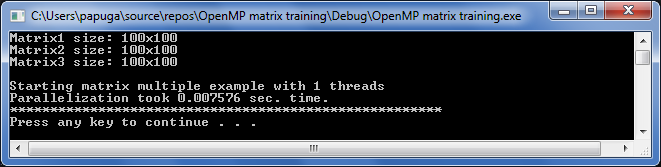 C:\Users\papuga\source\repos\OpenMP matrix training\Debug\OpenMP matrix training.exe
Matrix1 size: 100x100
Matrix2 size: 100x100
Matrix3 size: 100x100
Starting matrix multiple example with 1 threads
Parallelization took 0.007576 sec. time.
******************************************************
Press any key to continue . . .